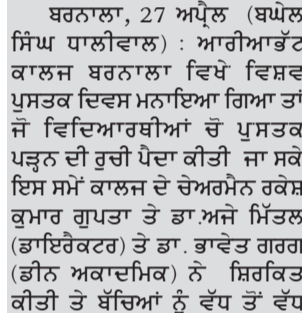 ਬਰਨਾਲਾ, 27 ਅਪ੍ਰੈਲ (ਬਘੇਲ
ਸਿੰਘ ਧਾਲੀਵਾਲ) : ਆਰੀਆਭੱਟ
ਕਾਲਜ ਬਰਨਾਲਾ ਵਿਖੇ ਵਿਸ਼ਵ
ਪੁਸਤਕ ਦਿਵਸ ਮਨਾਇਆ ਗਿਆ ਤਾਂ
ਜੋ ਵਿਦਿਆਰਥੀਆਂ ਚੋ ਪੁਸਤਕ
ਪੜ੍ਹਨ ਦੀ ਰੁਚੀ ਪੈਦਾ ਕੀਤੀ ਜਾ ਸਕੇ
ਇਸ ਸਮੇਂ ਕਾਲਜ ਦੇ ਚੇਅਰਮੈਨ ਰਕੇਸ਼
ਕੁਮਾਰ ਗੁਪਤਾ ਤੇ ਡਾ.ਅਜੇ ਮਿੱਤਲ
(ਡਾਇਰੈਕਟਰ) ਤੇ ਡਾ. ਭਾਵੇਤ ਗਰਗ
(ਡੀਨ ਅਕਾਦਮਿਕ) ਨੇ ਸ਼ਿਰਕਿਤ
ਕੀਤੀ ਤੇ ਬੱਚਿਆਂ ਨੂੰ ਵੱਧ ਤੋਂ ਵੱਧ